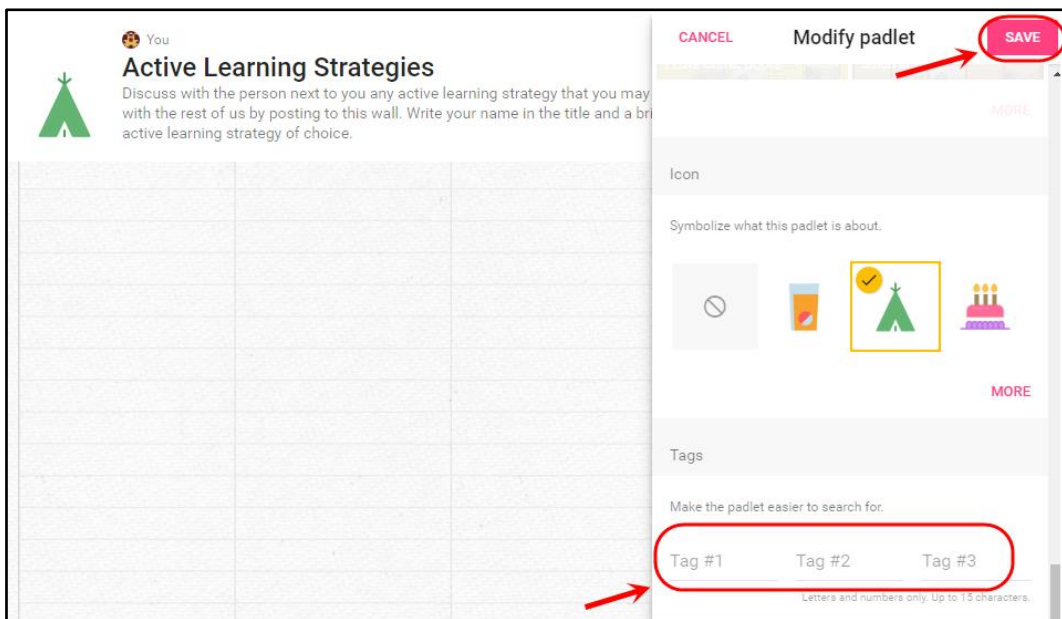 You
Active Learning Strategies
Discuss with the person next to you any active learning strategy that you may
with the rest of us by posting to this wall. Write your name in the title and a bri
active learning strategy of choice.
CANCEL
Modify padlet
SAVE
MORE
Icon
Symbolize what this padlet is about.
MORE
Tags
Make the padlet easier to search for.
Tag #1
Tag #2
Tag #3
Letters and numbers only. Up to 15 characters.